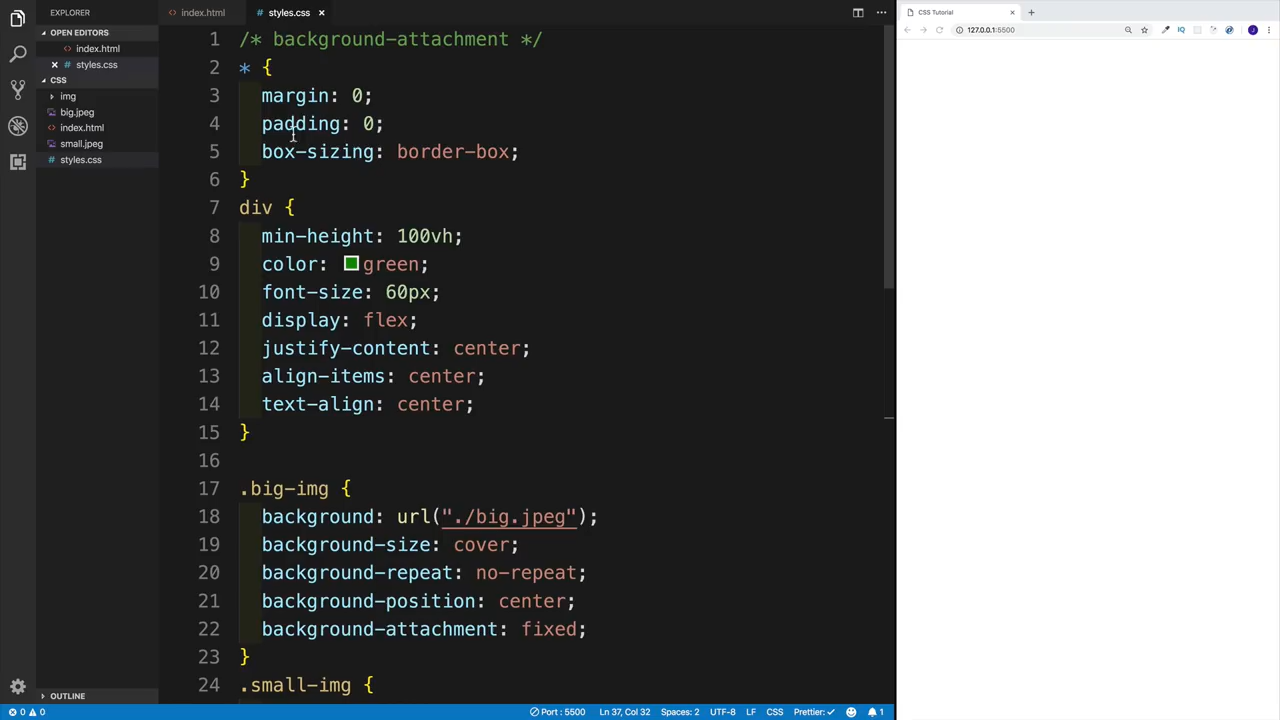 EXPLORER
index.html
styles.css ×
CSS Tutorial ×
OPEN EDITORS
index.html
× # styles.css
CSS
img
big.jpeg
index.html
small.jpeg
# styles.css
127.0.0.1:5500
1 /* background-attachment */
2 * {
3 margin: 0;
4 padding: 0;
5 box-sizing: border-box;
6 }
7 div {
8 min-height: 100vh;
9 color: green;
10 font-size: 60px;
11 display: flex;
12 justify-content: center;
13 align-items: center;
14 text-align: center;
15 }
16
17 .big-img {
18 background: url("./big.jpeg");
19 background-size: cover;
20 background-repeat: no-repeat;
21 background-position: center;
22 background-attachment: fixed;
23 }
24 .small-img {
OUTLINE
0 0 Port : 5500 Ln 37, Col 32 Spaces: 2 UTF-8 LF CSS Prettier: ✓ 1